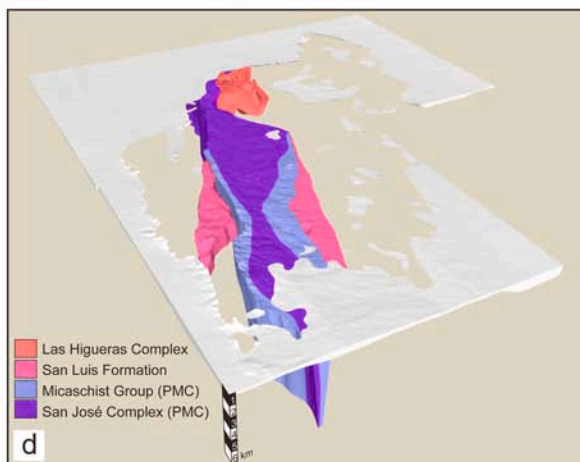 Las Higueras Complex
San Luis Formation
Micaschist Group (PMC)
San José Complex (PMC)
d
km